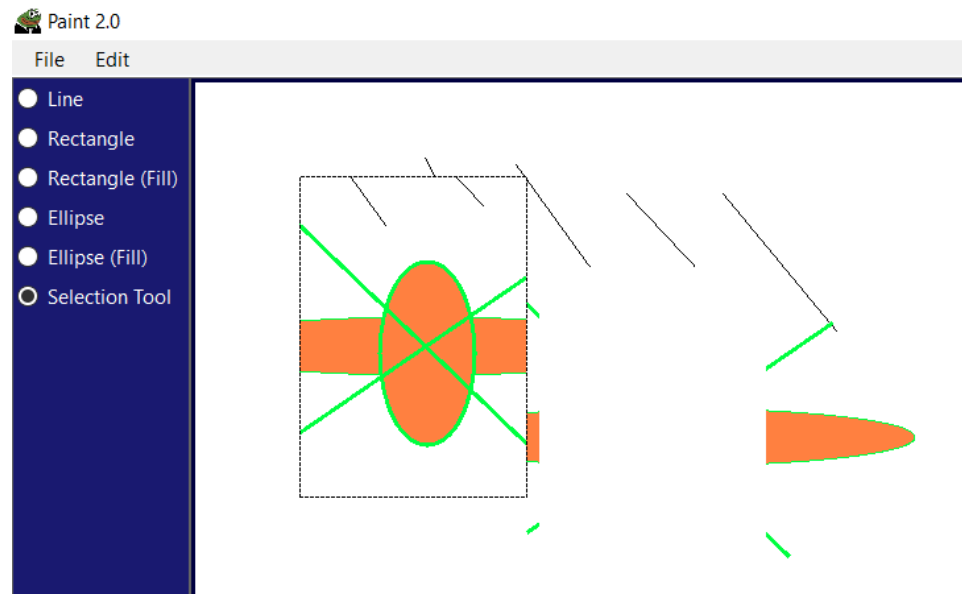 Paint 2.0
File Edit
Line
Rectangle
Rectangle (Fill)
Ellipse
Ellipse (Fill)
Selection Tool